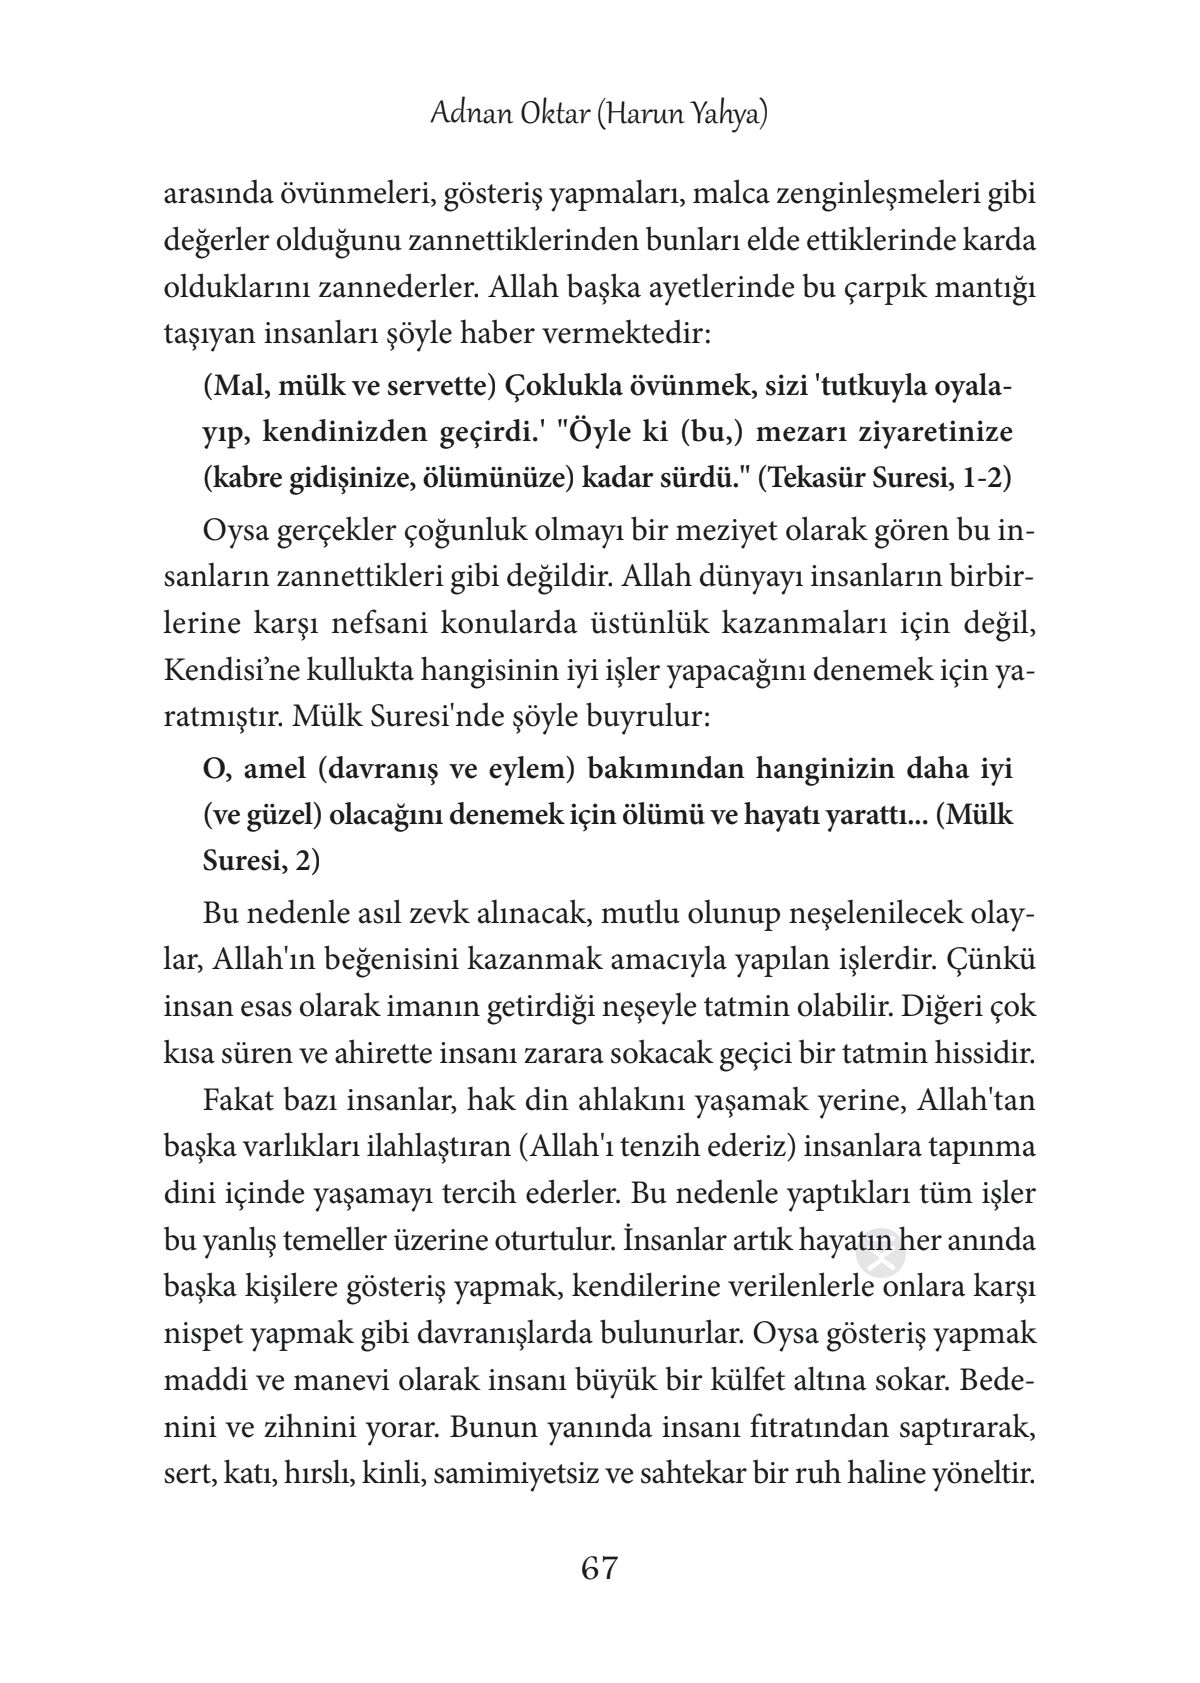 Adnan Oktar (Harun Yahya)
arasında övünmeleri, gösteriş yapmaları, malca zenginleşmeleri gibi
değerler olduğunu zannettiklerinden bunları elde ettiklerinde karda
olduklarını zannederler. Allah başka ayetlerinde bu çarpık mantığı
taşıyan insanları şöyle haber vermektedir:
(Mal, mülk ve servette) Çoklukla övünmek, sizi 'tutkuyla oyala-
yıp, kendinizden geçirdi.' "Öyle ki (bu,) mezarı ziyaretinize
(kabre gidişinize, ölümünüze) kadar sürdü." (Tekasür Suresi, 1-2)
Oysa gerçekler çoğunluk olmayı bir meziyet olarak gören bu in-
sanların zannettikleri gibi değildir. Allah dünyayı insanların birbir-
lerine karşı nefsani konularda üstünlük kazanmaları için değil,
Kendisi’ne kullukta hangisinin iyi işler yapacağını denemek için ya-
ratmıştır. Mülk Suresi'nde şöyle buyrulur:
O, amel (davranış ve eylem) bakımından hanginizin daha iyi
(ve güzel) olacağını denemek için ölümü ve hayatı yarattı... (Mülk
Suresi, 2)
Bu nedenle asıl zevk alınacak, mutlu olunup neşelenilecek olay-
lar, Allah'ın beğenisini kazanmak amacıyla yapılan işlerdir. Çünkü
insan esas olarak imanın getirdiği neşeyle tatmin olabilir. Diğeri çok
kısa süren ve ahirette insanı zarara sokacak geçici bir tatmin hissidir.
Fakat bazı insanlar, hak din ahlakını yaşamak yerine, Allah'tan
başka varlıkları ilahlaştıran (Allah'ı tenzih ederiz) insanlara tapınma
dini içinde yaşamayı tercih ederler. Bu nedenle yaptıkları tüm işler
bu yanlış temeller üzerine oturtulur. İnsanlar artık hayatın her anında
başka kişilere gösteriş yapmak, kendilerine verilenlerle onlara karşı
nispet yapmak gibi davranışlarda bulunurlar. Oysa gösteriş yapmak
maddi ve manevi olarak insanı büyük bir külfet altına sokar. Bede-
nini ve zihnini yorar. Bunun yanında insanı fıtratından saptırarak,
sert, katı, hırslı, kinli, samimiyetsiz ve sahtekar bir ruh haline yöneltir.
67